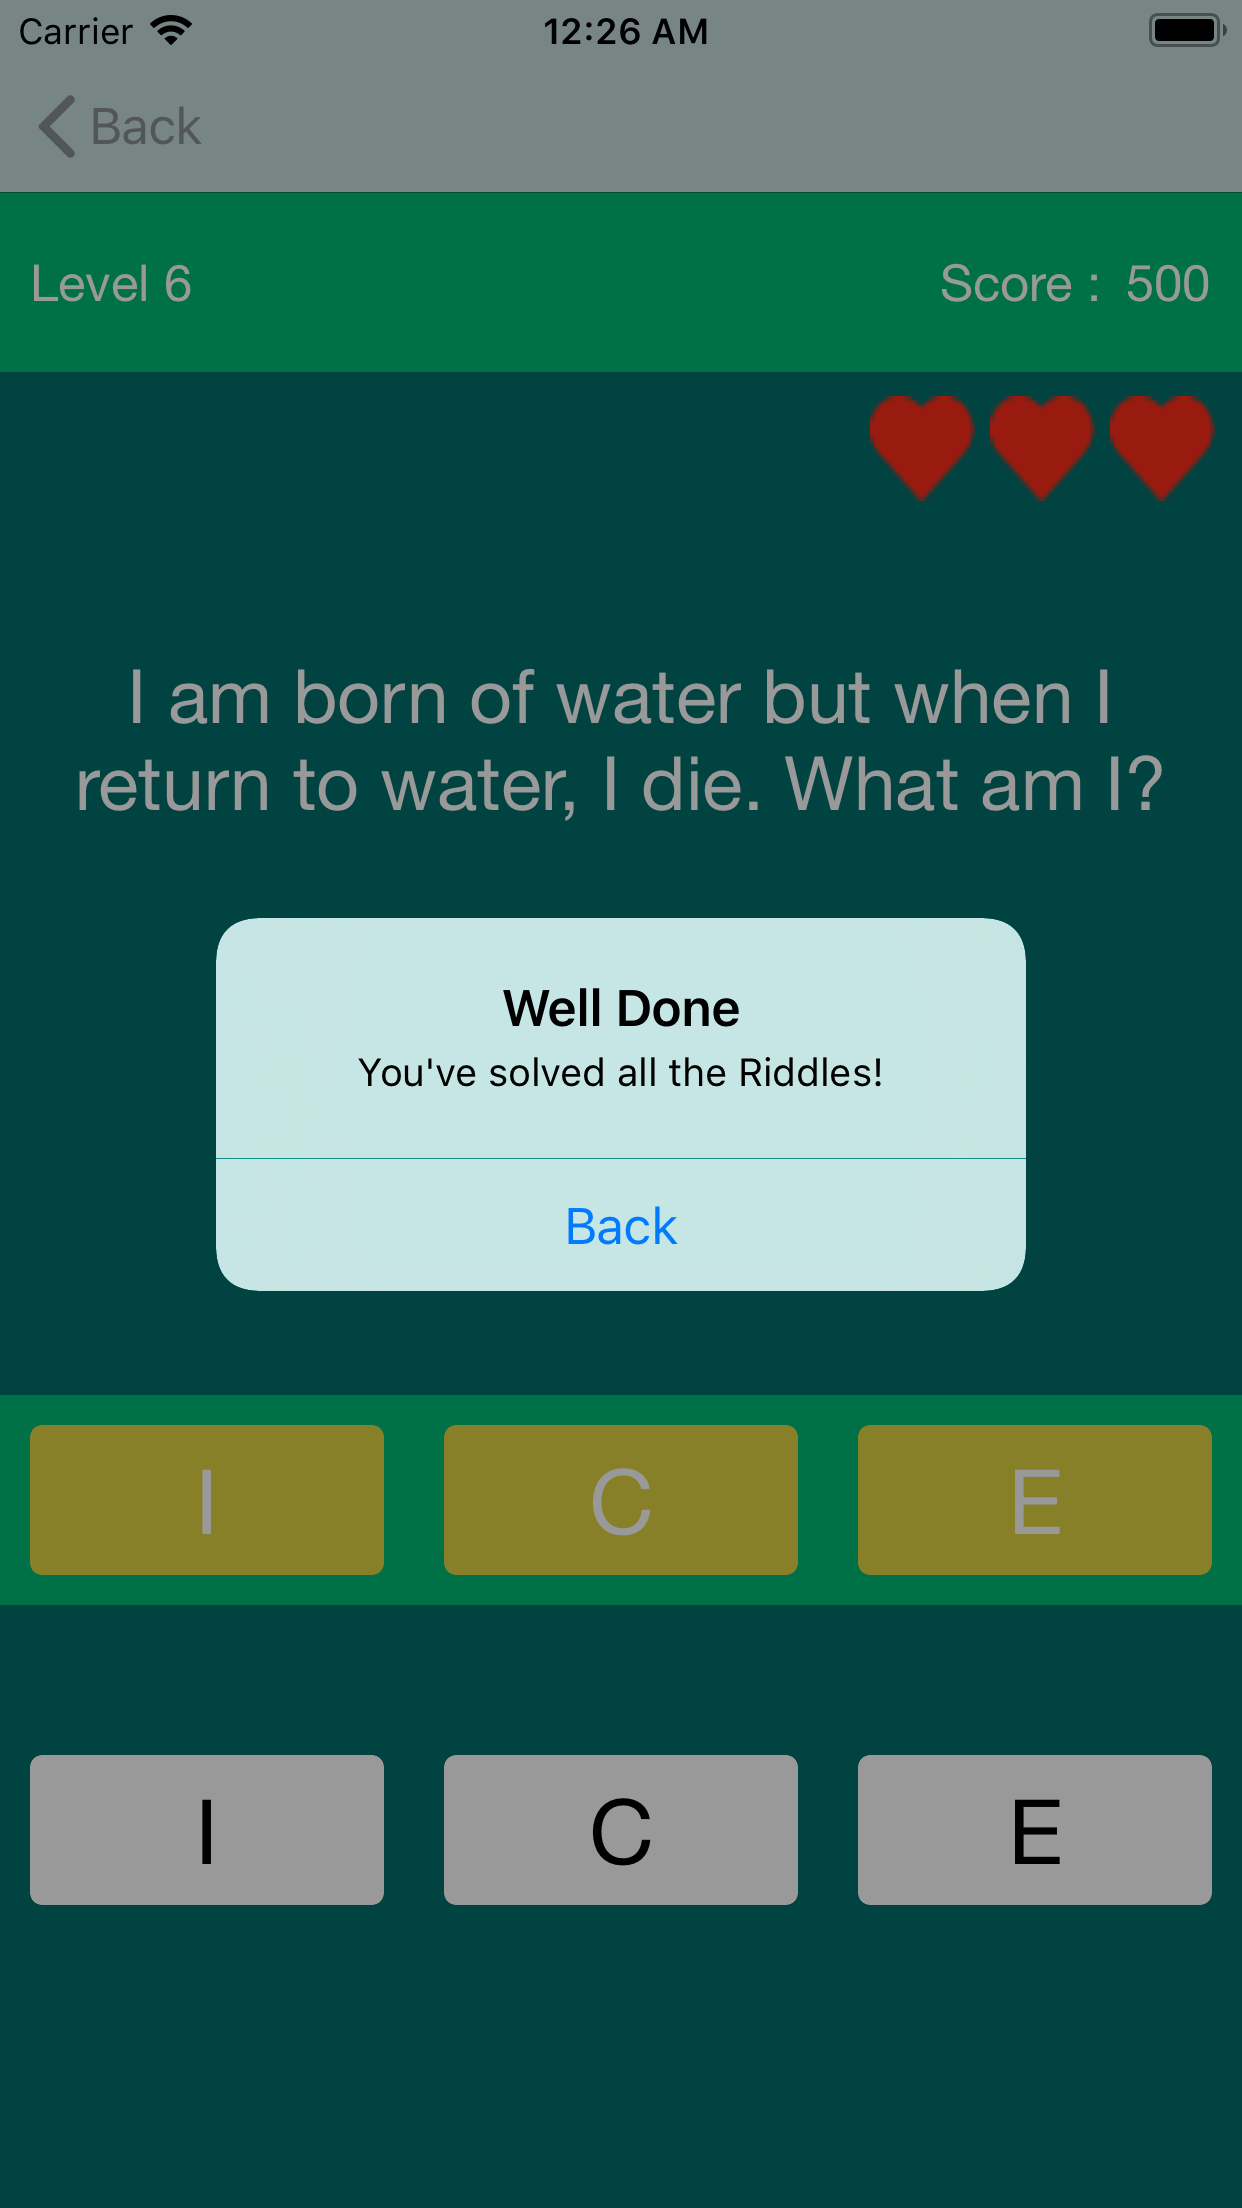 Carrier 12:26 AM
Back
Level 6 Score : 500
I am born of water but when I
return to water, I die. What am I?
Well Done
You've solved all the Riddles!
Back
I C E
I C E